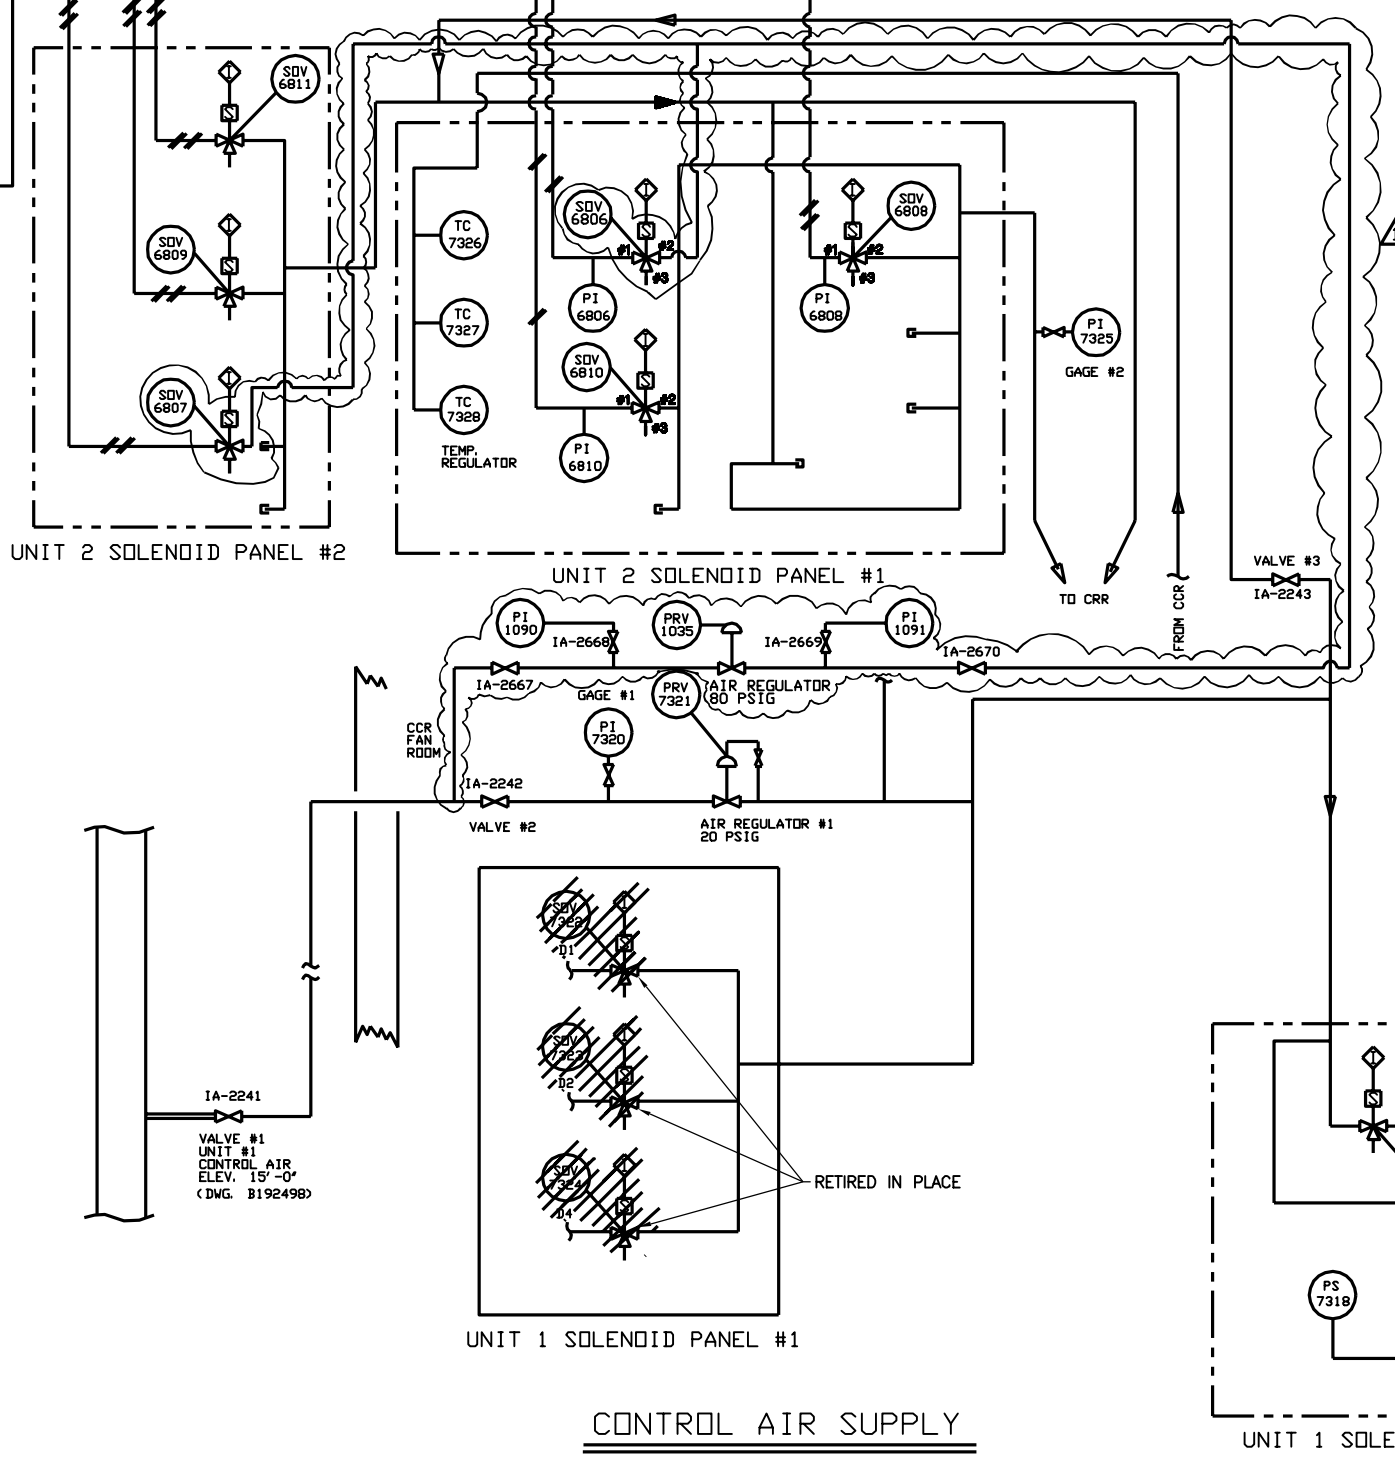 I
SOV
6811
S
I
SOV
6809
S
I
SOV
6807
S
UNIT 2 SOLENOID PANEL #2
TC
7326
TC
7327
TC
7328
TEMP.
REGULATOR
SOV
6806
I
S
#1
#2
#3
PI
6806
SOV
6810
I
S
#1
#2
#3
PI
6810
I
SOV
6808
S
#1
#2
#3
PI
6808
PI
7325
GAGE #2
UNIT 2 SOLENOID PANEL #1
TO CRR
FROM CCR
VALVE #3
IA-2243
PI
1090
IA-2668
PRV
1035
IA-2669
PI
1091
IA-2670
IA-2667
GAGE #1
PRV
7321
AIR REGULATOR
80 PSIG
CCR
FAN
ROOM
PI
7320
IA-2242
VALVE #2
AIR REGULATOR #1
20 PSIG
SOV
7322
I
S
D1
SOV
7323
I
S
D2
SOV
7324
I
S
D4
RETIRED IN PLACE
UNIT 1 SOLENOID PANEL #1
IA-2241
VALVE #1
UNIT #1
CONTROL AIR
ELEV. 15'-0"
(DWG. B192498)
I
S
PS
7318
UNIT 1 SOLE
CONTROL AIR SUPPLY